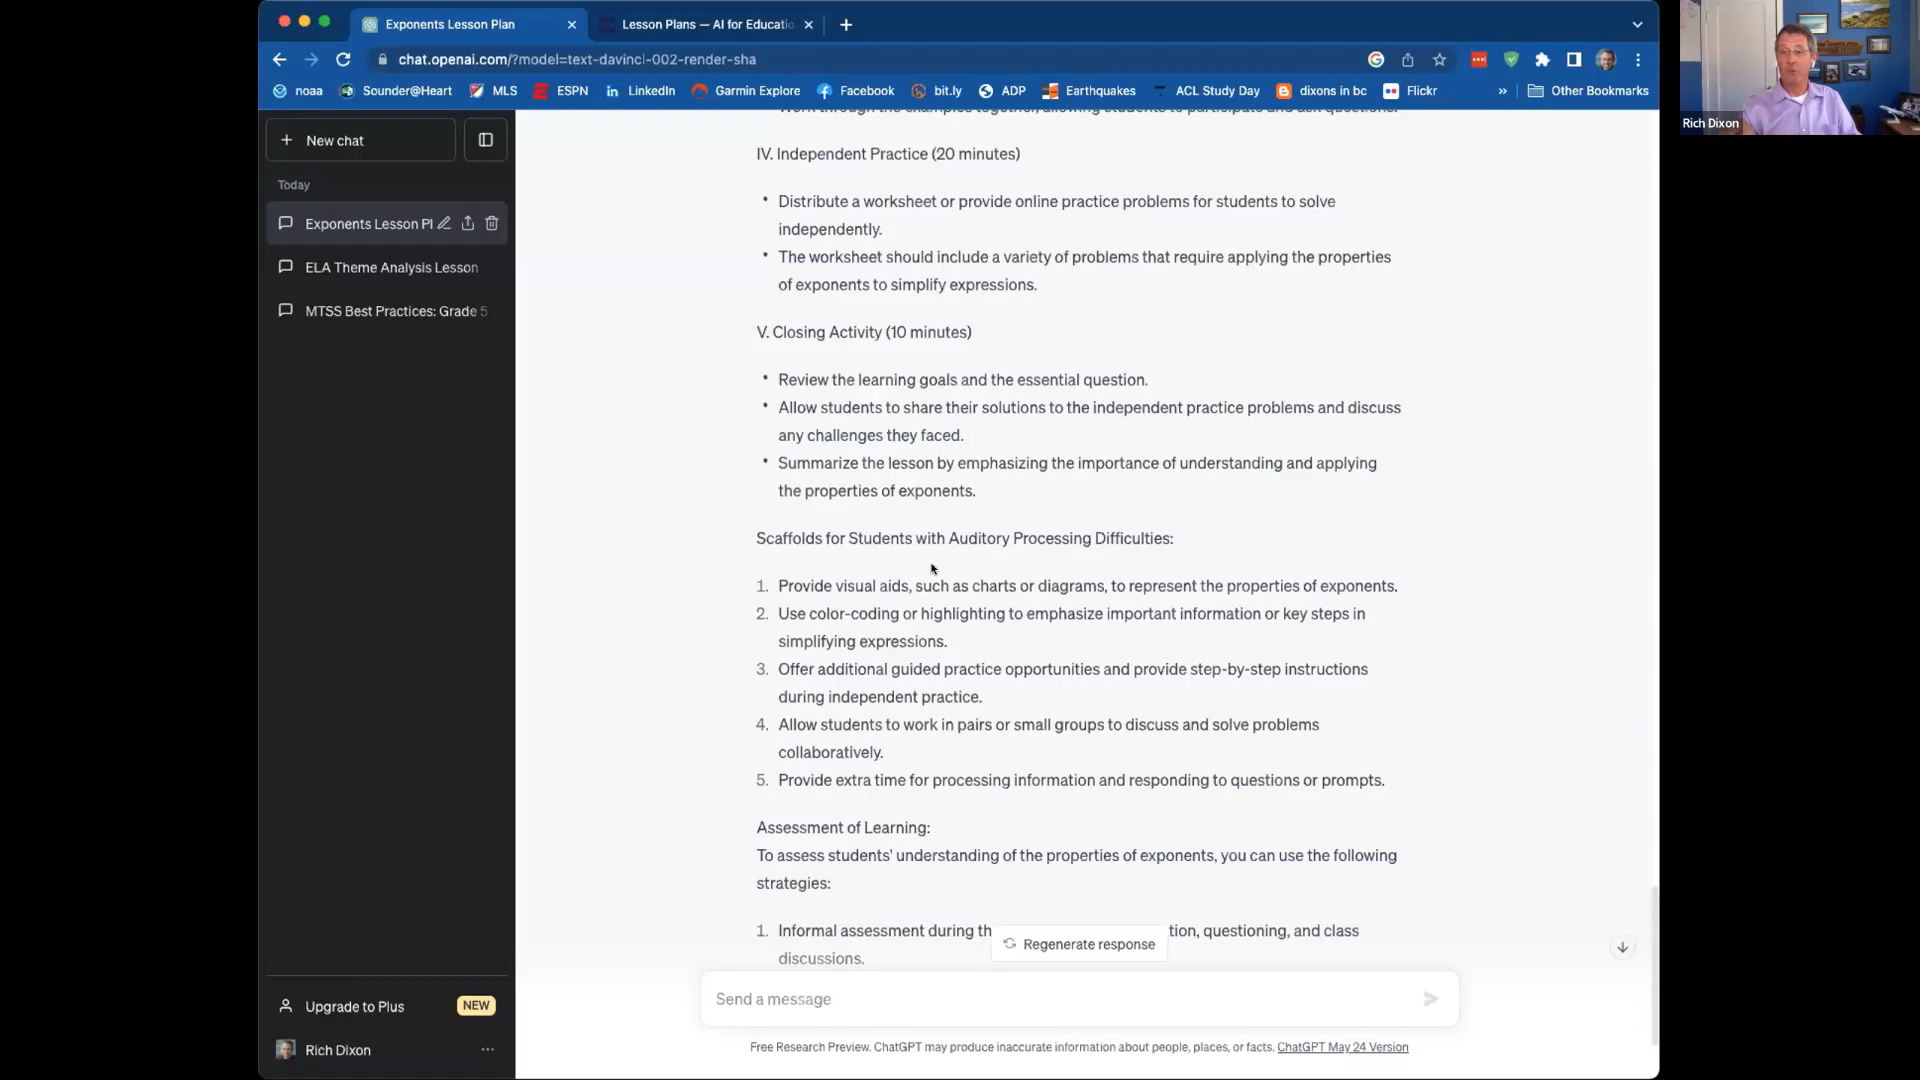 Exponents Lesson Plan
Lesson Plans — AI for Educatio
chat.openai.com/?model=text-davinci-002-render-sha
noaa Sounder@Heart MLS ESPN LinkedIn Garmin Explore Facebook bit.ly ADP Earthquakes ACL Study Day dixons in bc Flickr » Other Bookmarks
Rich Dixon
New chat
Today
Exponents Lesson Pl
ELA Theme Analysis Lesson
MTSS Best Practices: Grade 5
Upgrade to Plus NEW
Rich Dixon
Work through the examples together, allowing students to participate and ask questions.
IV. Independent Practice (20 minutes)
• Distribute a worksheet or provide online practice problems for students to solve
independently.
• The worksheet should include a variety of problems that require applying the properties
of exponents to simplify expressions.
V. Closing Activity (10 minutes)
• Review the learning goals and the essential question.
• Allow students to share their solutions to the independent practice problems and discuss
any challenges they faced.
• Summarize the lesson by emphasizing the importance of understanding and applying
the properties of exponents.
Scaffolds for Students with Auditory Processing Difficulties:
1. Provide visual aids, such as charts or diagrams, to represent the properties of exponents.
2. Use color-coding or highlighting to emphasize important information or key steps in
simplifying expressions.
3. Offer additional guided practice opportunities and provide step-by-step instructions
during independent practice.
4. Allow students to work in pairs or small groups to discuss and solve problems
collaboratively.
5. Provide extra time for processing information and responding to questions or prompts.
Assessment of Learning:
To assess students' understanding of the properties of exponents, you can use the following
strategies:
1. Informal assessment during th tion, questioning, and class
discussions.
Regenerate response
Send a message
Free Research Preview. ChatGPT may produce inaccurate information about people, places, or facts. ChatGPT May 24 Version